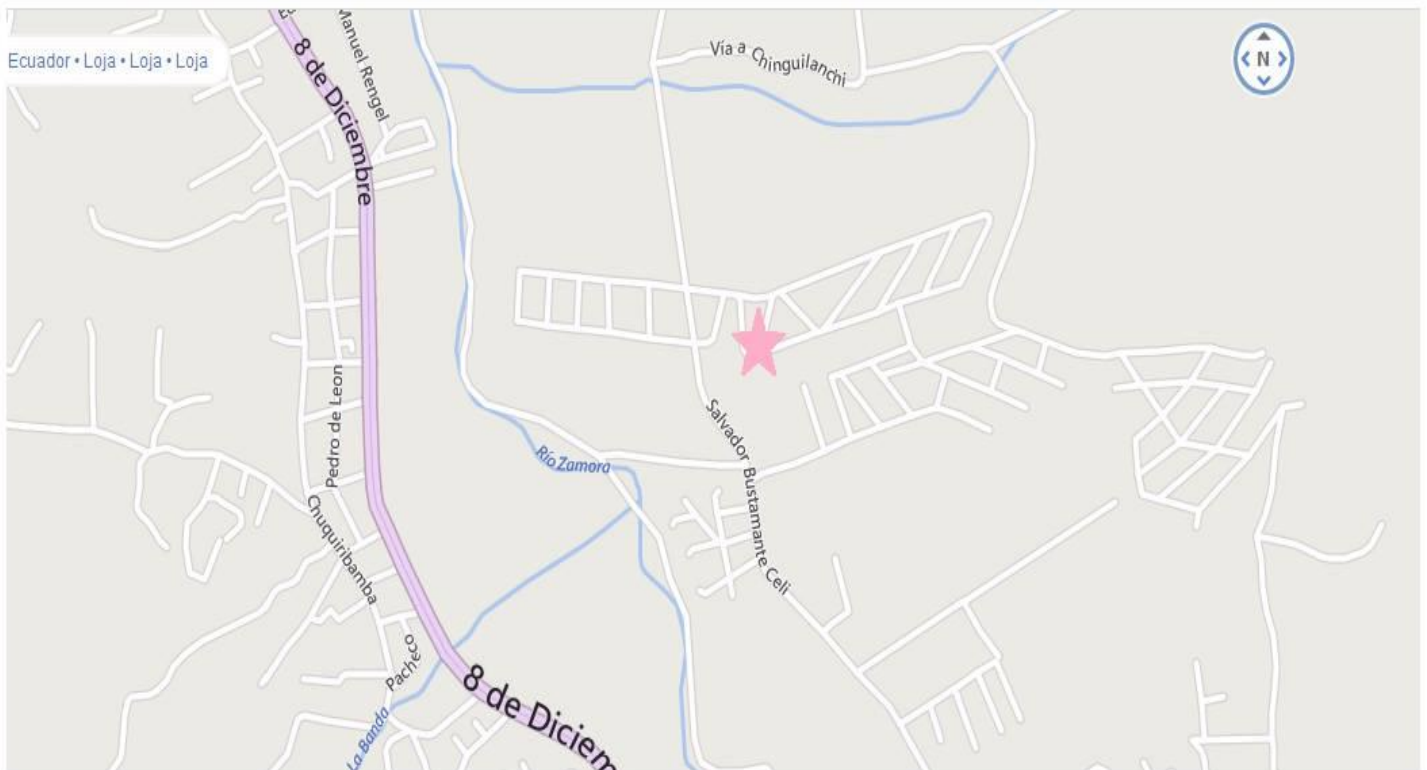 Manuel Rengel
8 de Diciembre
Vía a Chinguilanchi
N
Ecuador • Loja • Loja • Loja
Pedro de Leon
Salvador Bustamante Celi
Río Zamora
Chuquiribamba
Pacheco
8 de Diciem
La Banda